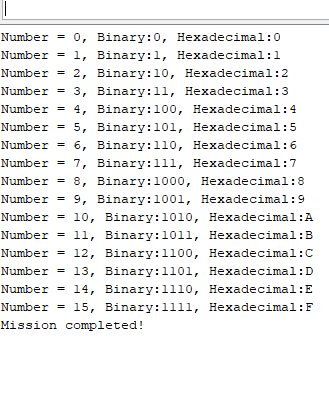 Number = 0, Binary:0, Hexadecimal:0
Number = 1, Binary:1, Hexadecimal:1
Number = 2, Binary:10, Hexadecimal:2
Number = 3, Binary:11, Hexadecimal:3
Number = 4, Binary:100, Hexadecimal:4
Number = 5, Binary:101, Hexadecimal:5
Number = 6, Binary:110, Hexadecimal:6
Number = 7, Binary:111, Hexadecimal:7
Number = 8, Binary:1000, Hexadecimal:8
Number = 9, Binary:1001, Hexadecimal:9
Number = 10, Binary:1010, Hexadecimal:A
Number = 11, Binary:1011, Hexadecimal:B
Number = 12, Binary:1100, Hexadecimal:C
Number = 13, Binary:1101, Hexadecimal:D
Number = 14, Binary:1110, Hexadecimal:E
Number = 15, Binary:1111, Hexadecimal:F
Mission completed!